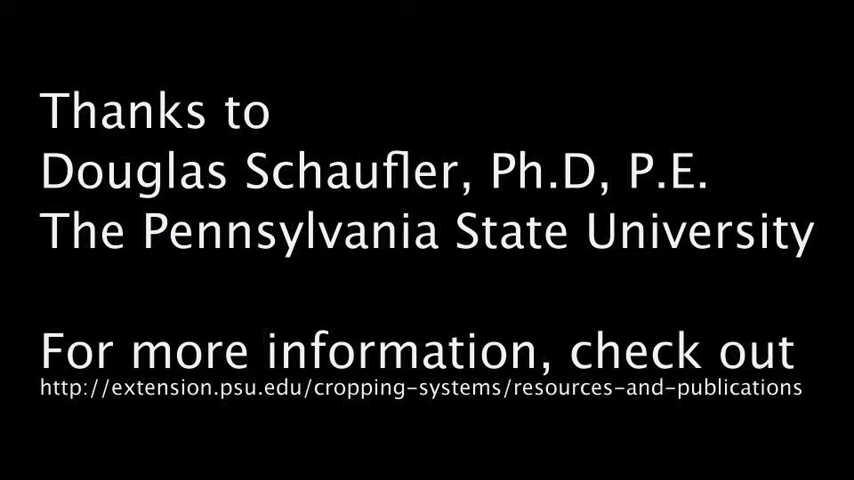 Thanks to
Douglas Schaufler, Ph.D, P.E.
The Pennsylvania State University
For more information, check out
http://extension.psu.edu/cropping-systems/resources-and-publications